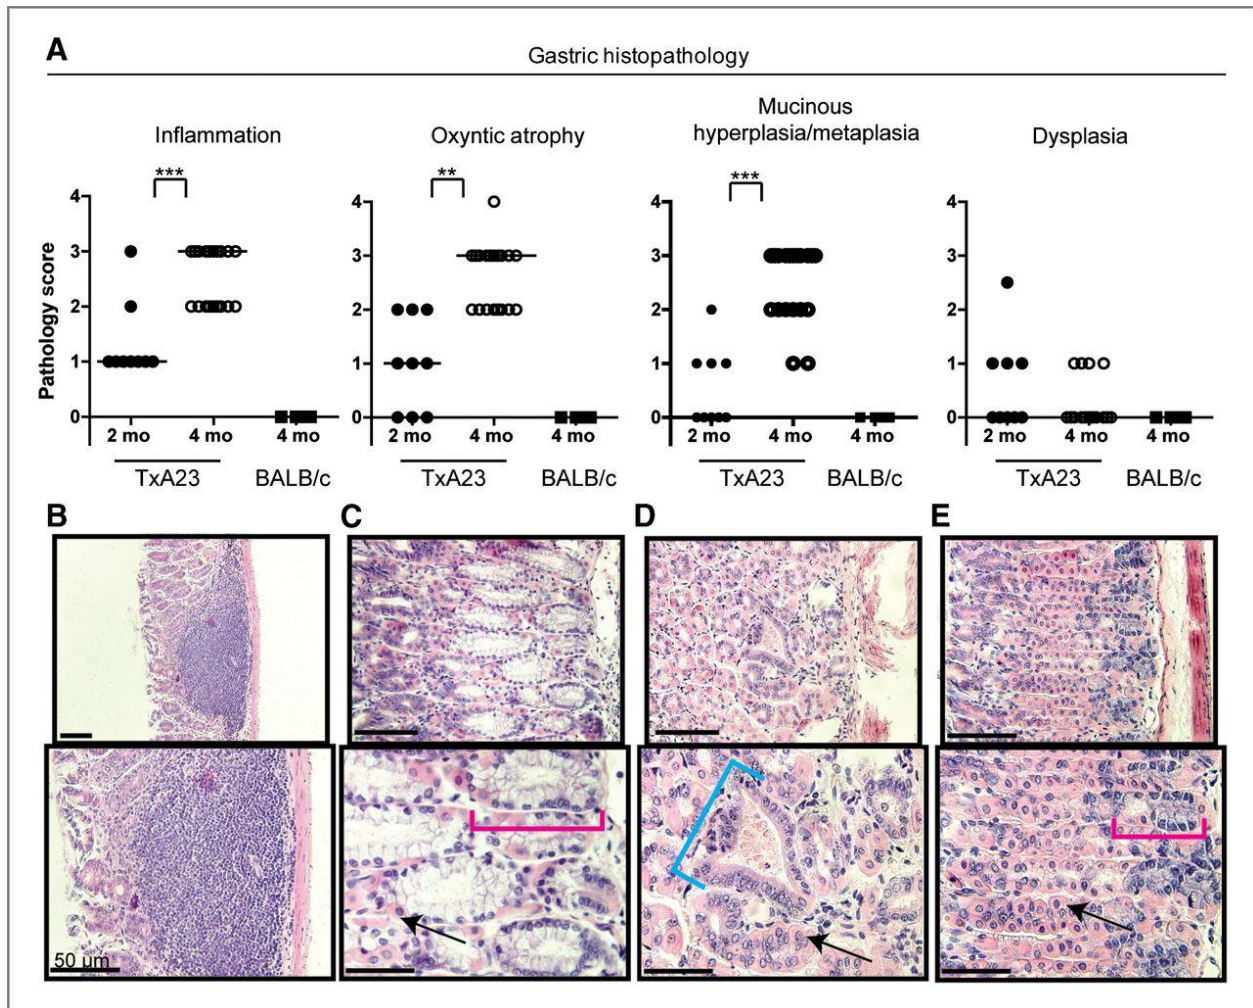 A
Gastric histopathology
Inflammation
Oxyntic atrophy
Mucinous
hyperplasia/metaplasia
Dysplasia
Pathology score
4
3
2
1
0
***
2 mo 4 mo 4 mo
TxA23 BALB/c
4
3
2
1
0
**
2 mo 4 mo 4 mo
TxA23 BALB/c
4
3
2
1
0
***
2 mo 4 mo 4 mo
TxA23 BALB/c
4
3
2
1
0
2 mo 4 mo 4 mo
TxA23 BALB/c
B
C
D
E
50 µm